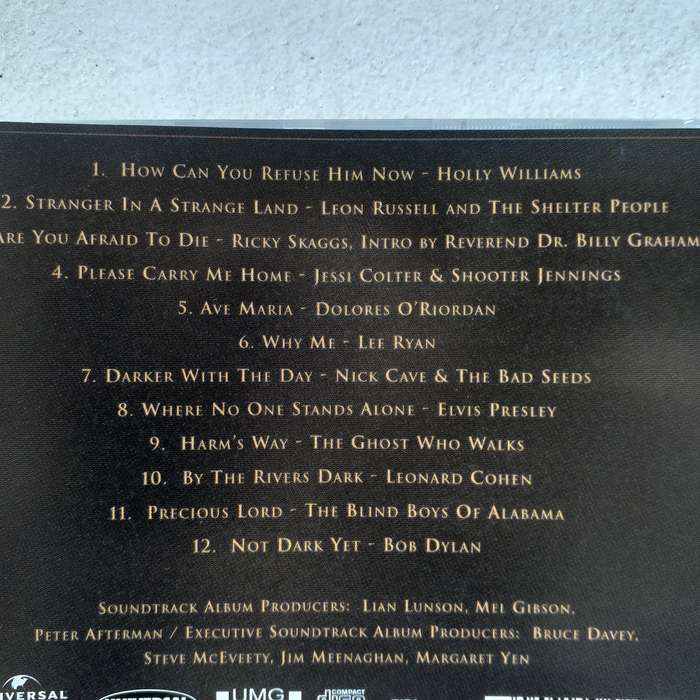 1. How Can You Refuse Him Now - Holly Williams
2. Stranger In A Strange Land - Leon Russell and The Shelter People
Are You Afraid To Die - Ricky Skaggs, Intro by Reverend Dr. Billy Graham
4. Please Carry Me Home - Jessi Colter & Shooter Jennings
5. Ave Maria - Dolores O'Riordan
6. Why Me - Lee Ryan
7. Darker With The Day - Nick Cave & The Bad Seeds
8. Where No One Stands Alone - Elvis Presley
9. Harm's Way - The Ghost Who Walks
10. By The Rivers Dark - Leonard Cohen
11. Precious Lord - The Blind Boys Of Alabama
12. Not Dark Yet - Bob Dylan
Soundtrack Album Producers: Lian Lunson, Mel Gibson,
Peter Afterman / Executive Soundtrack Album Producers: Bruce Davey,
Steve McEveety, Jim Meenaghan, Margaret Yen
UMG COMPACT